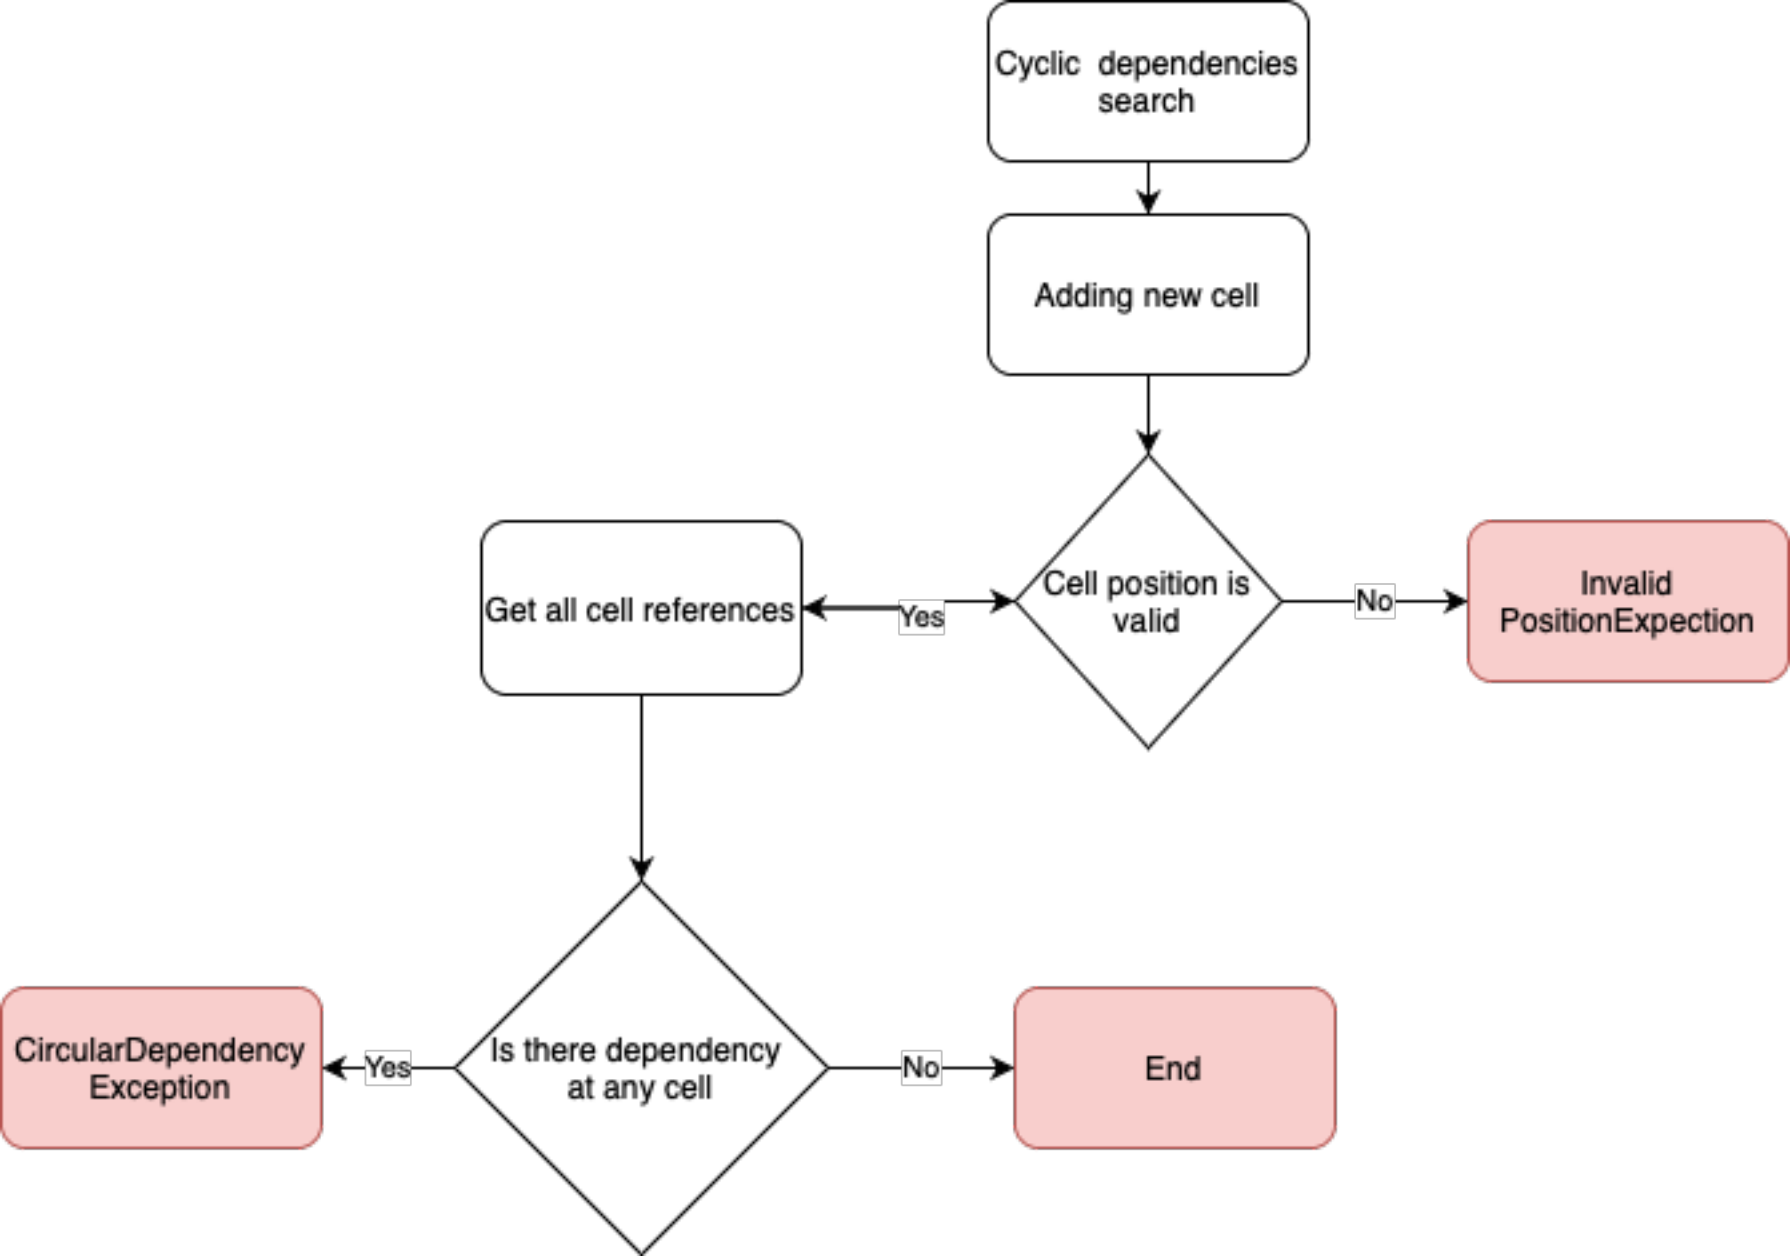 Cyclic  dependencies
search
Adding new cell
Cell position is
valid
Yes
No
Get all cell references
Invalid
PositionExpection
Is there dependency
at any cell
Yes
No
CircularDependency
Exception
End